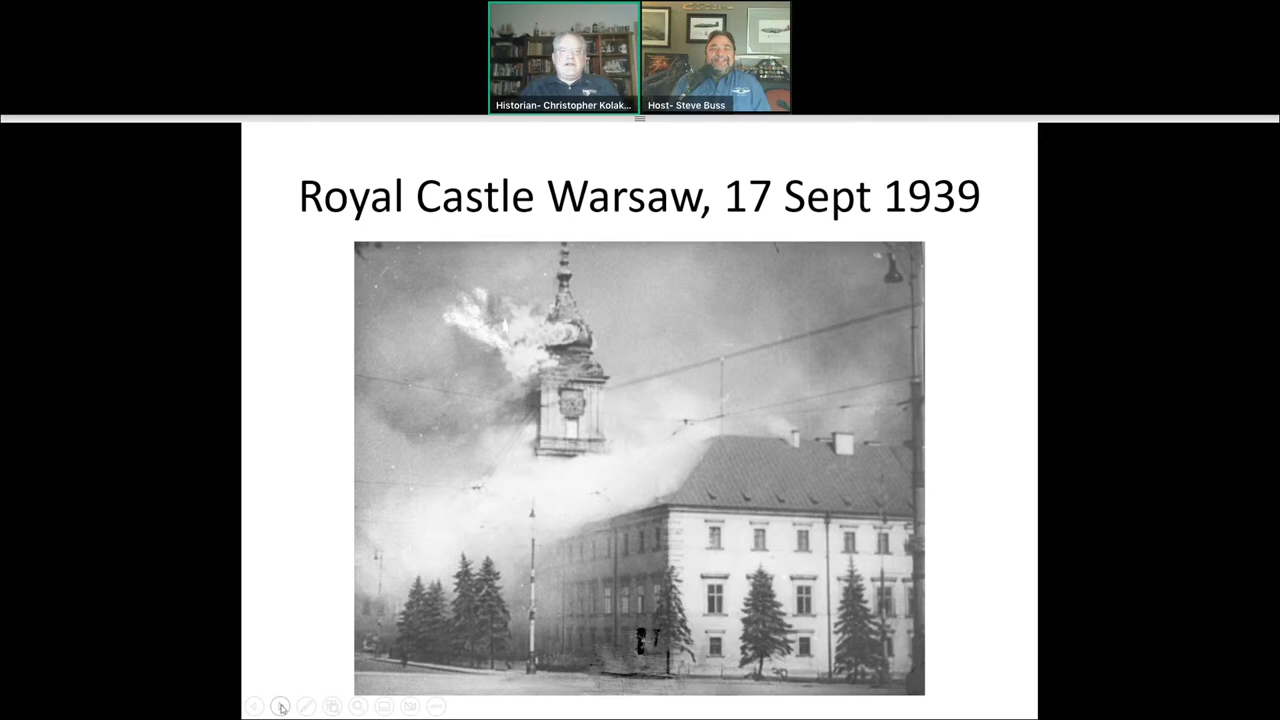 Historian- Christopher Kolak...
Host- Steve Buss
Royal Castle Warsaw, 17 Sept 1939